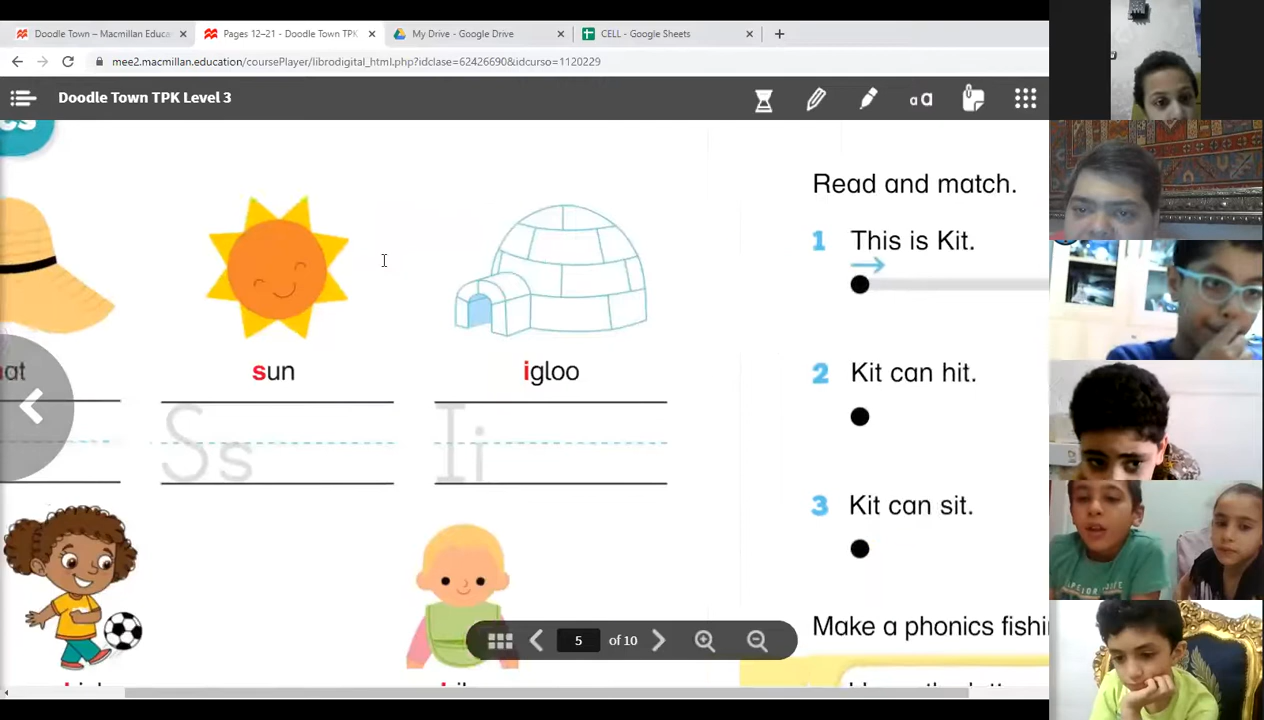 Doodle Town – Macmillan Educa
Pages 12–21 - Doodle Town TPK
My Drive - Google Drive
CELL - Google Sheets
mee2.macmillan.education/coursePlayer/librodigital_html.php?idclase=62426690&idcurso=1120229
Doodle Town TPK Level 3
aa
cs
at
sun
igloo
Ss
Ii
Read and match.
1 This is Kit.
2 Kit can hit.
3 Kit can sit.
Make a phonics fishi
5 of 10